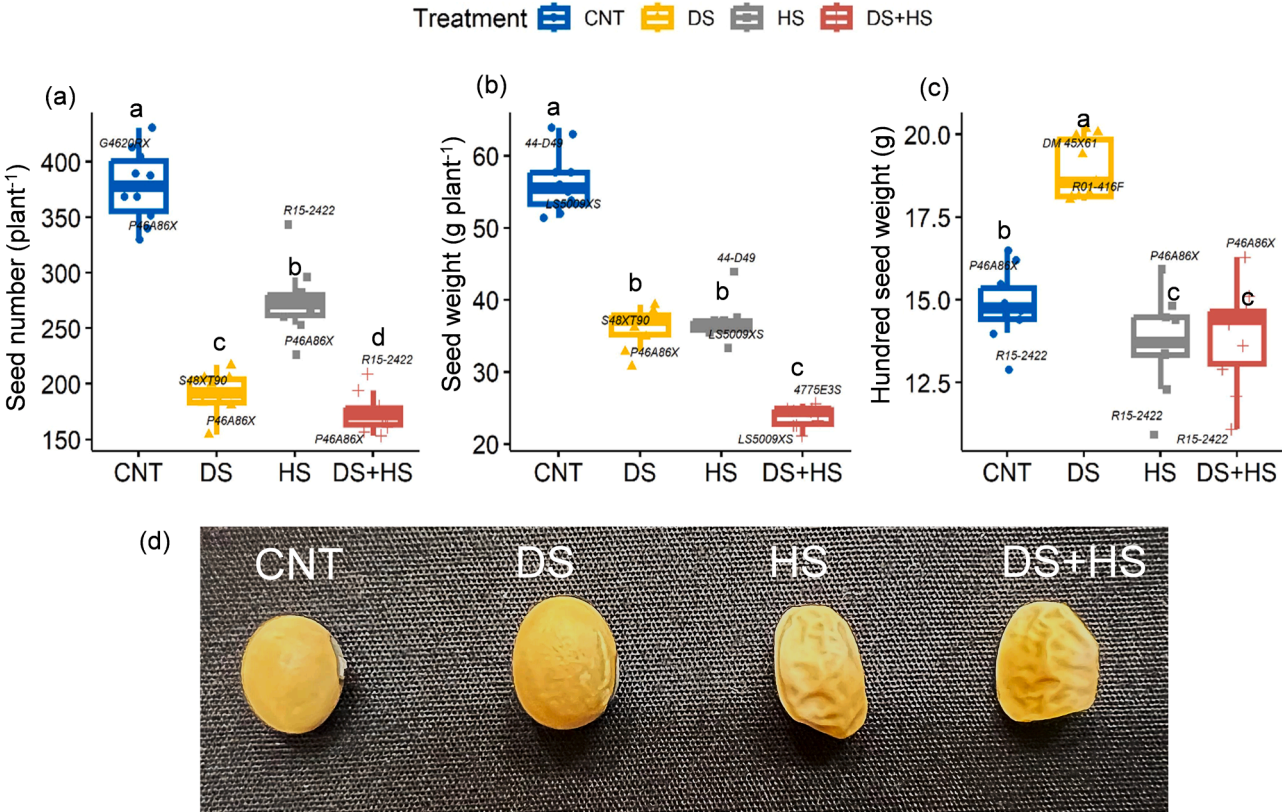 Treatment CNT DS HS DS+HS
(a)
Seed number (plant⁻¹)
400
350
300
250
200
150
a
G4620RX
P46A86X
c
S48XT90
P46A86X
R15-2422
b
P46A86X
d
R15-2422
P46A86X
CNT DS HS DS+HS
(b)
Seed weight (g plant⁻¹)
60
50
40
30
20
a
44-D49
LS5009XS
b
S48XT90
P46A86X
44-D49
b
LS5009XS
c
4775E3S
LS5009XS
CNT DS HS DS+HS
(c)
Hundred seed weight (g)
20.0
17.5
15.0
12.5
b
P46A86X
R15-2422
a
DM 45X61
R01-416F
P46A86X
c
R15-2422
P46A86X
c
R15-2422
CNT DS HS DS+HS
(d)
CNT DS HS DS+HS